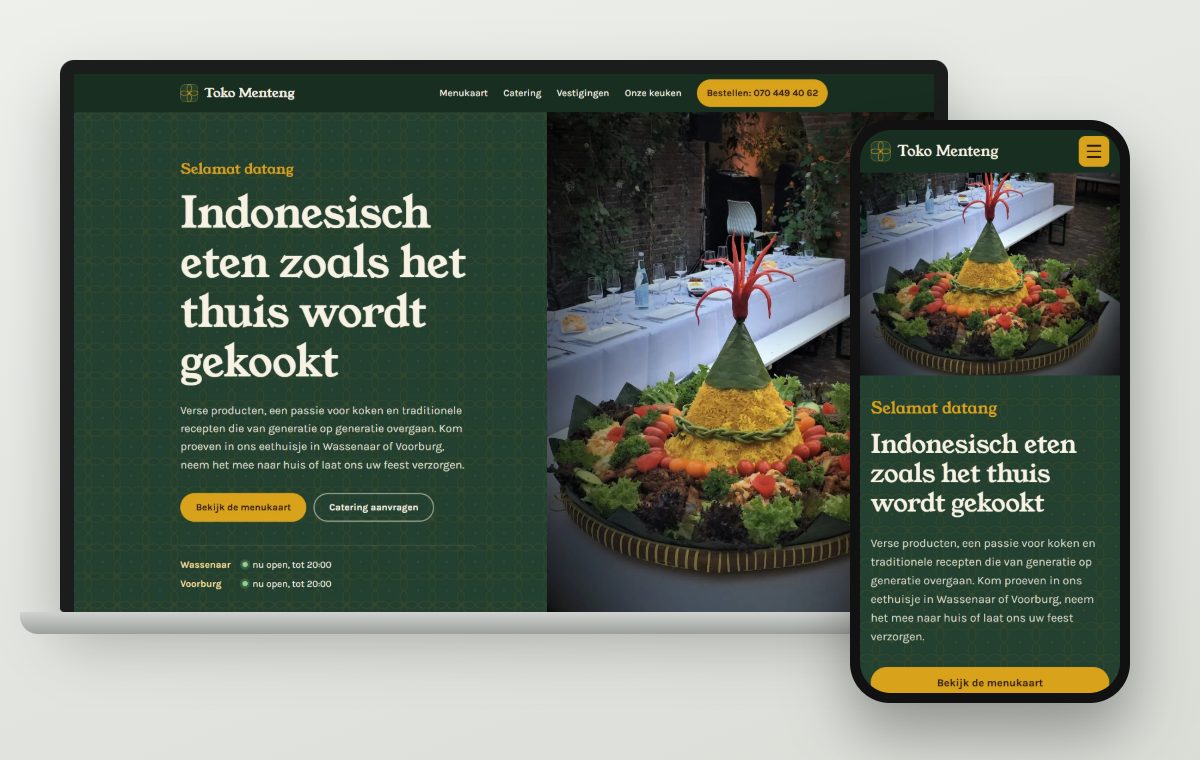 Toko Menteng
Menukaart Catering Vestigingen Onze keuken Bestellen: 070 449 40 62
Selamat datang
Indonesisch
eten zoals het
thuis wordt
gekookt
Verse producten, een passie voor koken en traditionele
recepten die van generatie op generatie overgaan. Kom
proeven in ons eethuisje in Wassenaar of Voorburg,
neem het mee naar huis of laat ons uw feest verzorgen.
Bekijk de menukaart Catering aanvragen
Wassenaar nu open, tot 20:00
Voorburg nu open, tot 20:00
Toko Menteng
Selamat datang
Indonesisch eten
zoals het thuis
wordt gekookt
Verse producten, een passie voor koken en
traditionele recepten die van generatie op
generatie overgaan. Kom proeven in ons
eethuisje in Wassenaar of Voorburg, neem
het mee naar huis of laat ons uw feest
verzorgen.
Bekijk de menukaart